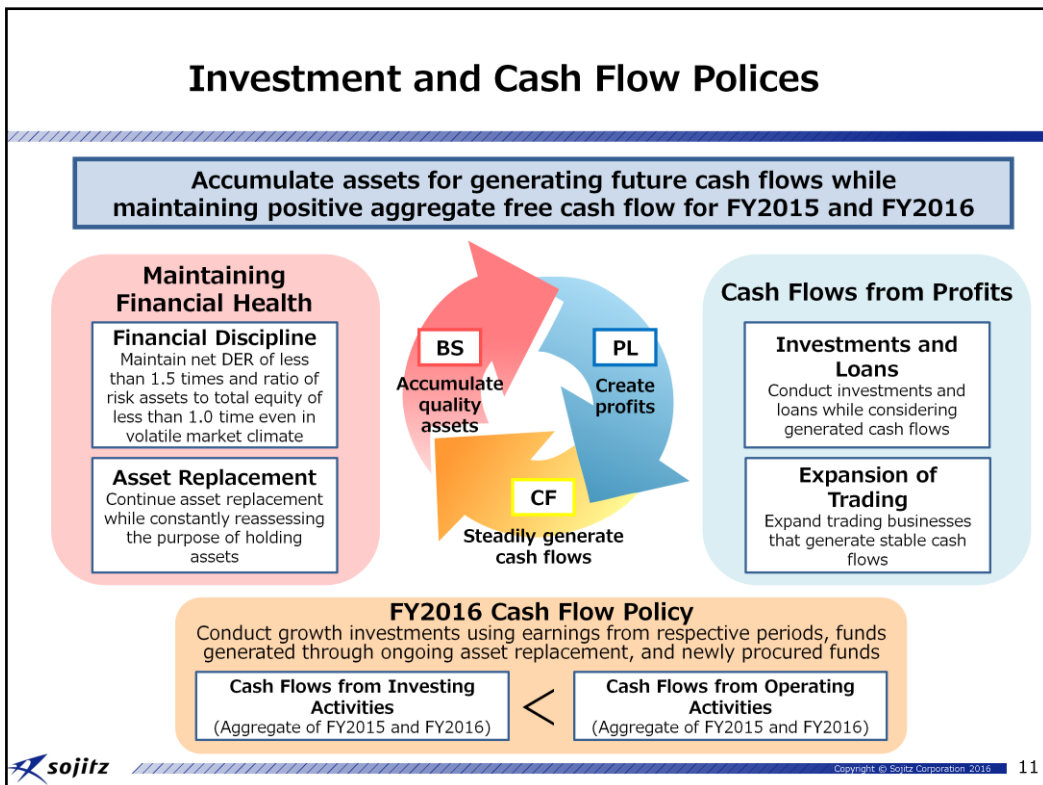 Investment and Cash Flow Polices
Accumulate assets for generating future cash flows while
maintaining positive aggregate free cash flow for FY2015 and FY2016
Maintaining
Financial Health
Financial Discipline
Maintain net DER of less
than 1.5 times and ratio of
risk assets to total equity of
less than 1.0 time even in
volatile market climate
Asset Replacement
Continue asset replacement
while constantly reassessing
the purpose of holding
assets
BS
Accumulate
quality
assets
PL
Create
profits
CF
Steadily generate
cash flows
Cash Flows from Profits
Investments and
Loans
Conduct investments and
loans while considering
generated cash flows
Expansion of
Trading
Expand trading businesses
that generate stable cash
flows
FY2016 Cash Flow Policy
Conduct growth investments using earnings from respective periods, funds
generated through ongoing asset replacement, and newly procured funds
Cash Flows from Investing
Activities
(Aggregate of FY2015 and FY2016)
<
Cash Flows from Operating
Activities
(Aggregate of FY2015 and FY2016)
sojitz
Copyright © Sojitz Corporation 2016
11